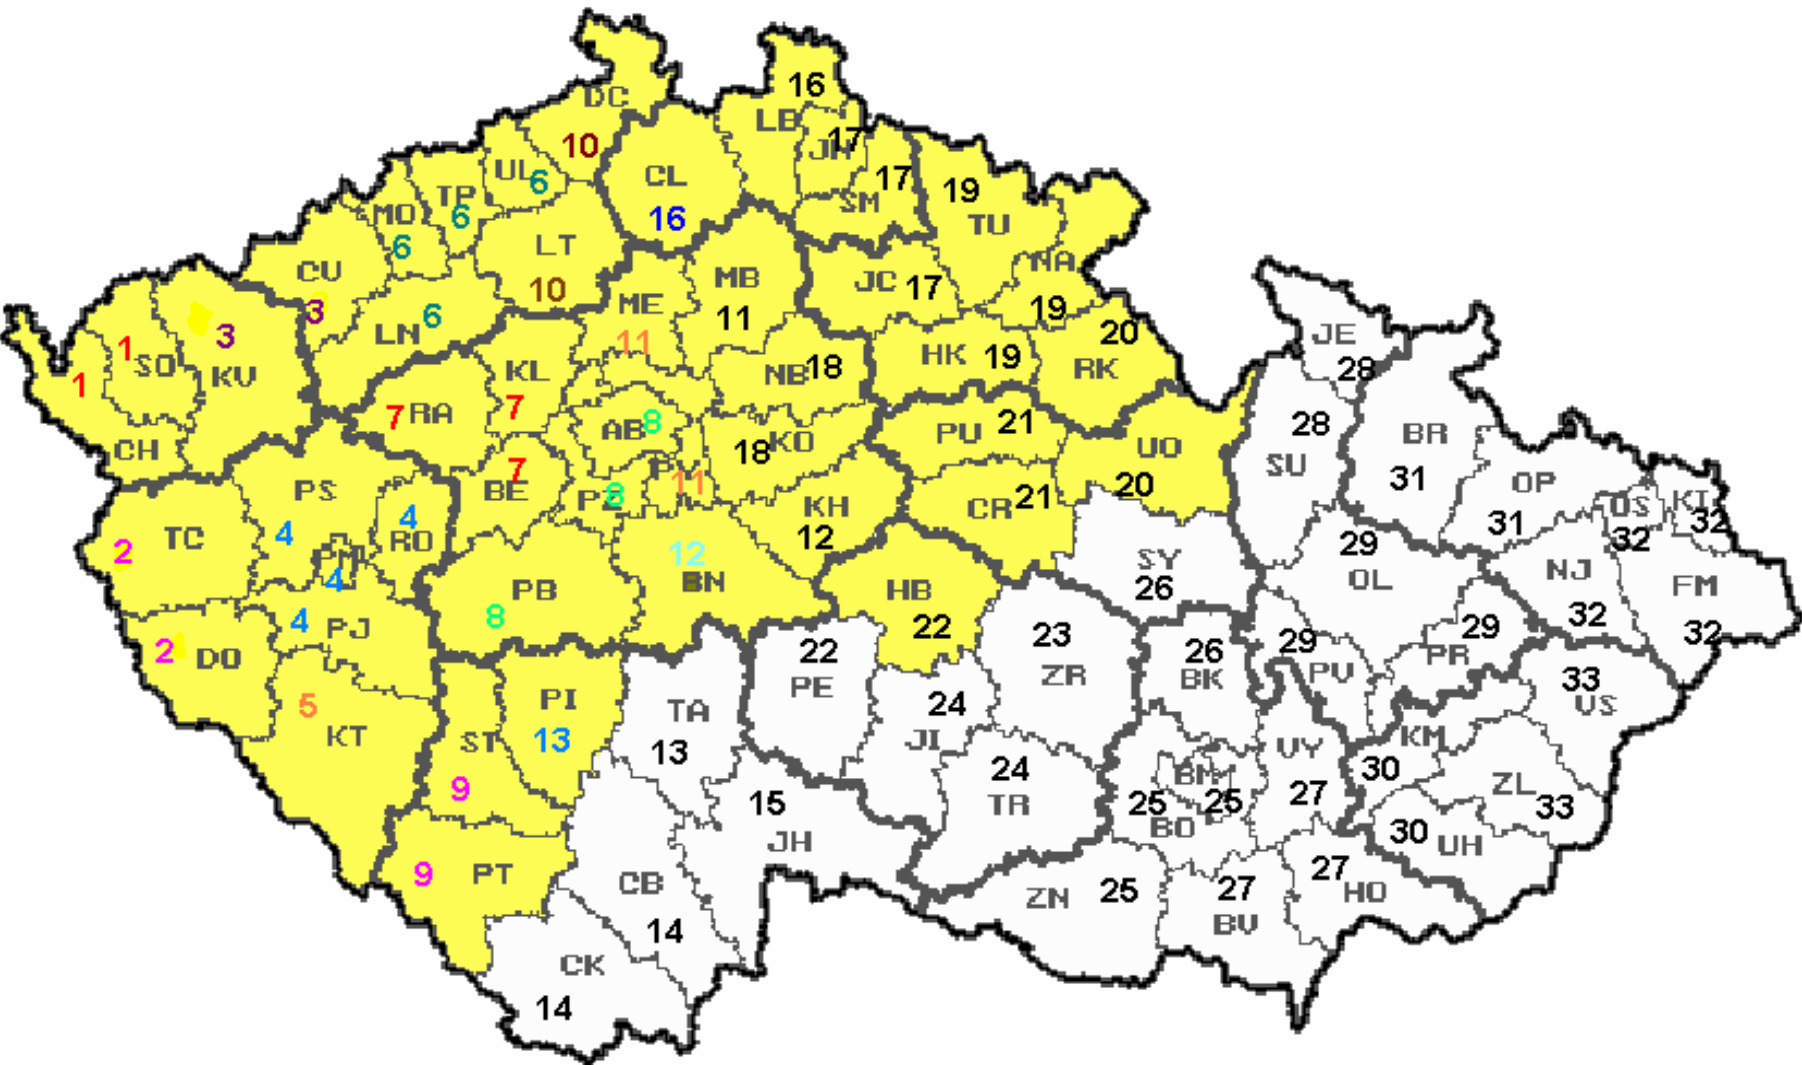 DC
16
LB
10
17
JN
UL
6
CL
17
19
TP
6
SM
MO
16
TU
6
LT
NA
CU
MB
JC
17
10
ME
19
3
6
11
20
JE
LN
3
11
HK
19
28
1
SO
KV
KL
NB
18
RK
1
7
7
RA
AB
8
PU
21
28
BR
CH
18
KO
UO
7
SU
PS
BE
8
11
KH
CR
21
20
31
OP
OS
KI
4
4
RO
12
31
32
32
2
TC
12
29
4
PB
BN
HB
SY
26
OL
NJ
FM
4
PJ
8
22
23
29
29
32
32
2
DO
22
26
PV
PR
5
PI
PE
ZR
BK
33
KT
ST
13
TA
24
US
13
JI
UY
KM
9
24
BM
30
15
TR
25
25
27
ZL
33
JH
BO
30
UH
9
PT
CB
27
ZN
25
27
HO
14
BV
CK
14